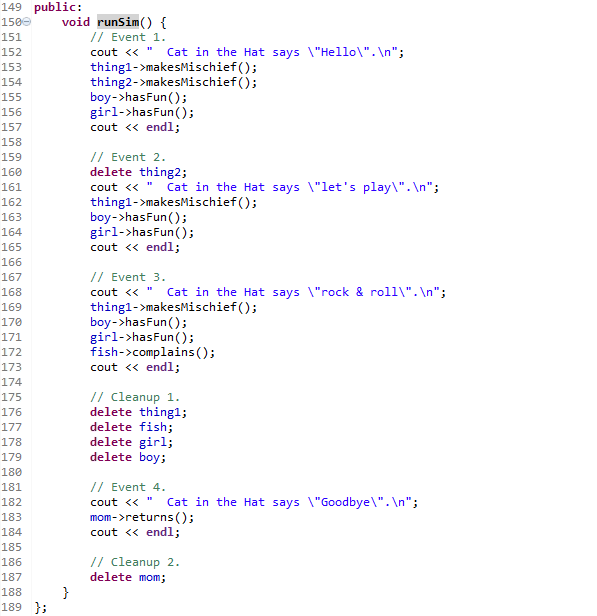 149 public:
150 void runSim() {
151 // Event 1.
152 cout << "  Cat in the Hat says \"Hello\".\n";
153 thing1->makesMischief();
154 thing2->makesMischief();
155 boy->hasFun();
156 girl->hasFun();
157 cout << endl;
158
159 // Event 2.
160 delete thing2;
161 cout << "  Cat in the Hat says \"let's play\".\n";
162 thing1->makesMischief();
163 boy->hasFun();
164 girl->hasFun();
165 cout << endl;
166
167 // Event 3.
168 cout << "  Cat in the Hat says \"rock & roll\".\n";
169 thing1->makesMischief();
170 boy->hasFun();
171 girl->hasFun();
172 fish->complains();
173 cout << endl;
174
175 // Cleanup 1.
176 delete thing1;
177 delete fish;
178 delete girl;
179 delete boy;
180
181 // Event 4.
182 cout << "  Cat in the Hat says \"Goodbye\".\n";
183 mom->returns();
184 cout << endl;
185
186 // Cleanup 2.
187 delete mom;
188 }
189 };